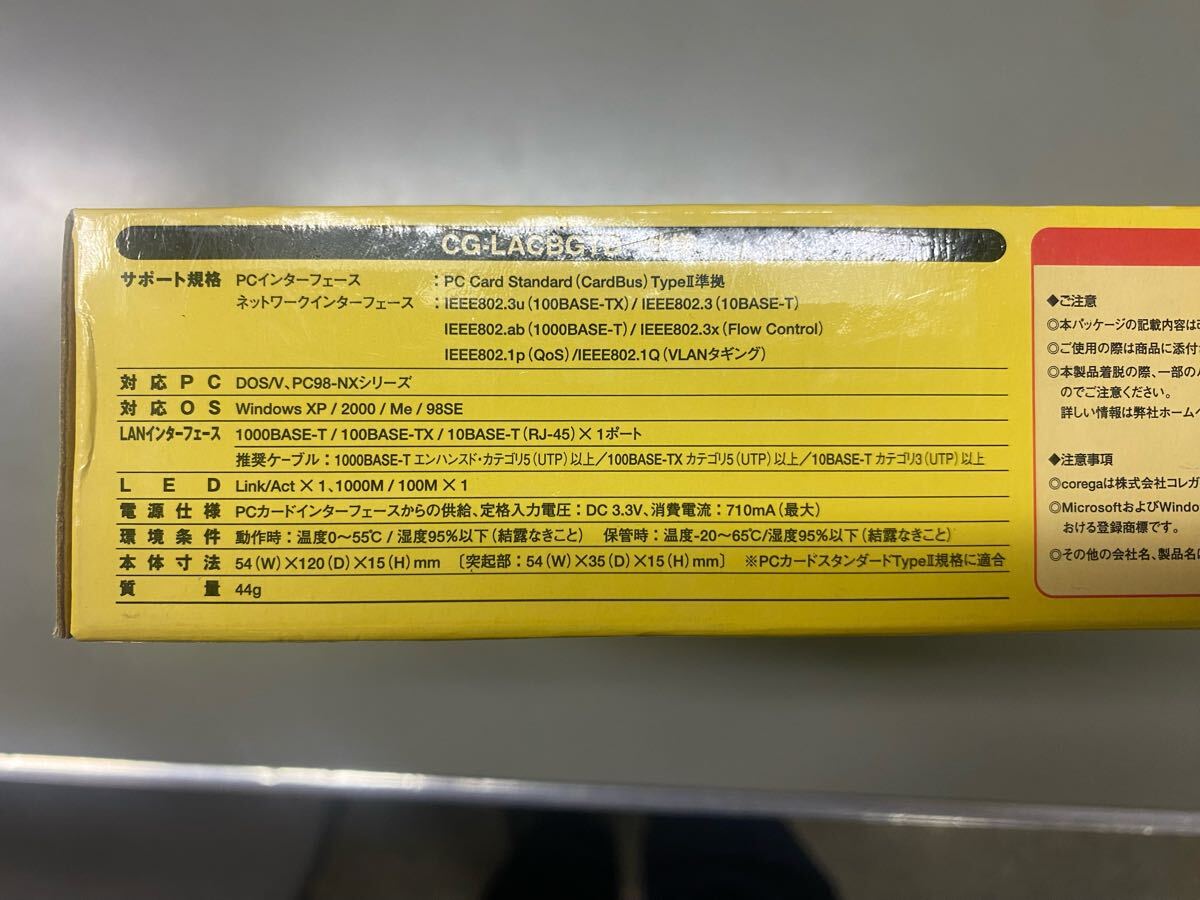 CG-LACBGT
サポート規格 PCインターフェース ：PC Card Standard（CardBus）TypeⅡ準拠
ネットワークインターフェース ：IEEE802.3u（100BASE-TX）/ IEEE802.3（10BASE-T）
IEEE802.ab（1000BASE-T）/ IEEE802.3x（Flow Control）
IEEE802.1p（QoS）/IEEE802.1Q（VLANタギング）
対応PC DOS/V、PC98-NXシリーズ
対応OS Windows XP / 2000 / Me / 98SE
LANインターフェース 1000BASE-T / 100BASE-TX / 10BASE-T（RJ-45）×1ポート
推奨ケーブル：1000BASE-T エンハンスド・カテゴリ5（UTP）以上／100BASE-TX カテゴリ5（UTP）以上／10BASE-T カテゴリ3（UTP）以上
LED Link/Act×1、1000M / 100M×1
電源仕様 PCカードインターフェースからの供給、定格入力電圧：DC 3.3V、消費電流：710mA（最大）
環境条件 動作時：温度0～55℃ / 湿度95%以下（結露なきこと） 保管時：温度-20～65℃/湿度95%以下（結露なきこと）
本体寸法 54（W）×120（D）×15（H）mm ［突起部：54（W）×35（D）×15（H）mm］ ※PCカードスタンダードTypeⅡ規格に適合
質量 44g
◆ご注意
◎本パッケージの記載内容は
◎ご使用の際は商品に添付
◎本製品着脱の際、一部の
のでご注意ください。
詳しい情報は弊社ホーム
◆注意事項
◎coregaは株式会社コレガ
◎MicrosoftおよびWindo
おける登録商標です。
◎その他の会社名、製品名は